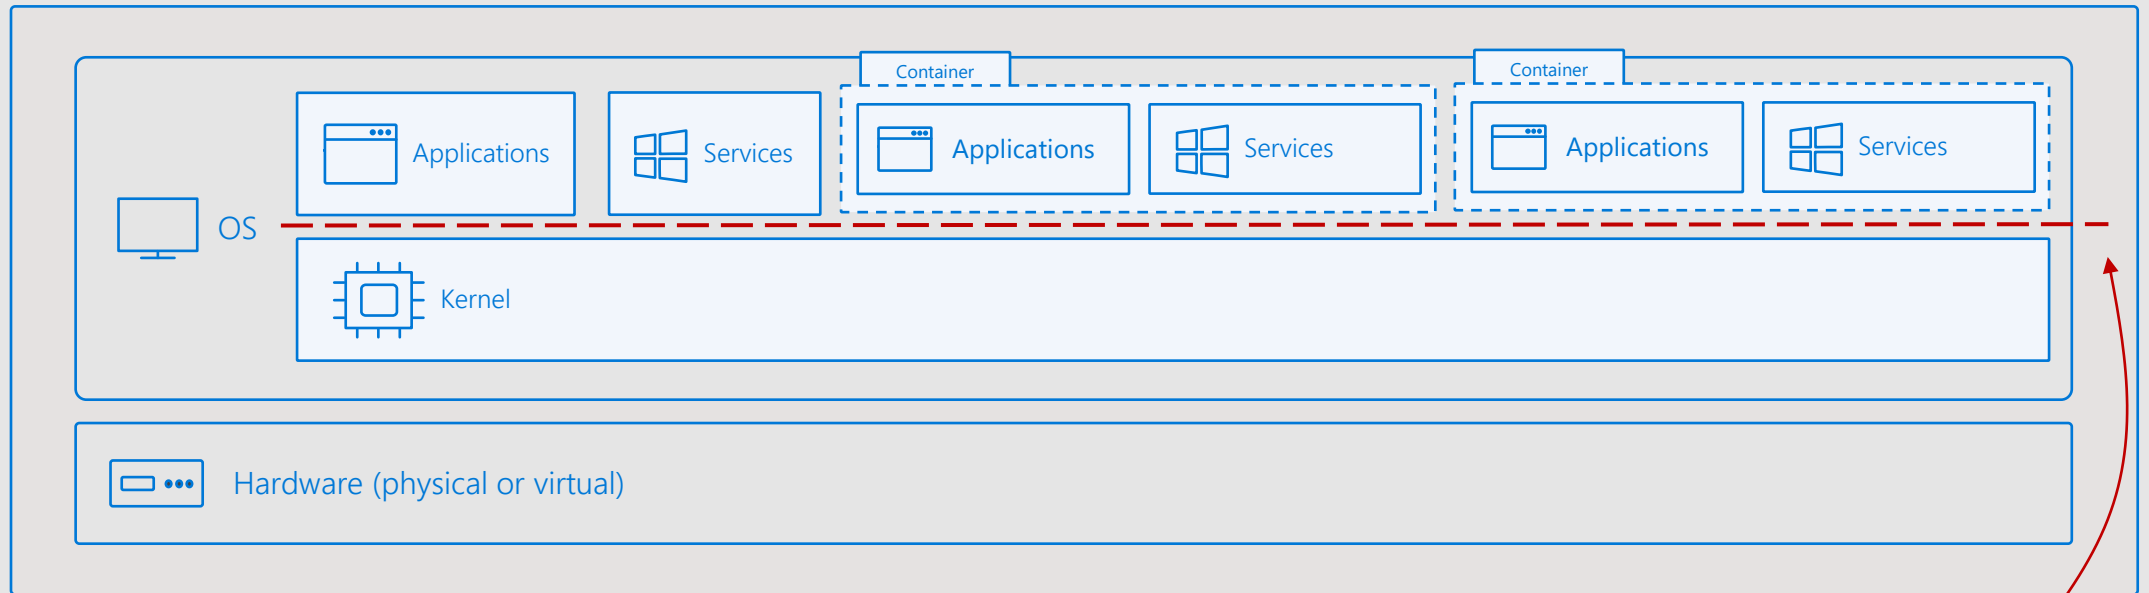 Container
Container
Applications
Services
Applications
Services
Applications
Services
OS
Kernel
Hardware (physical or virtual)